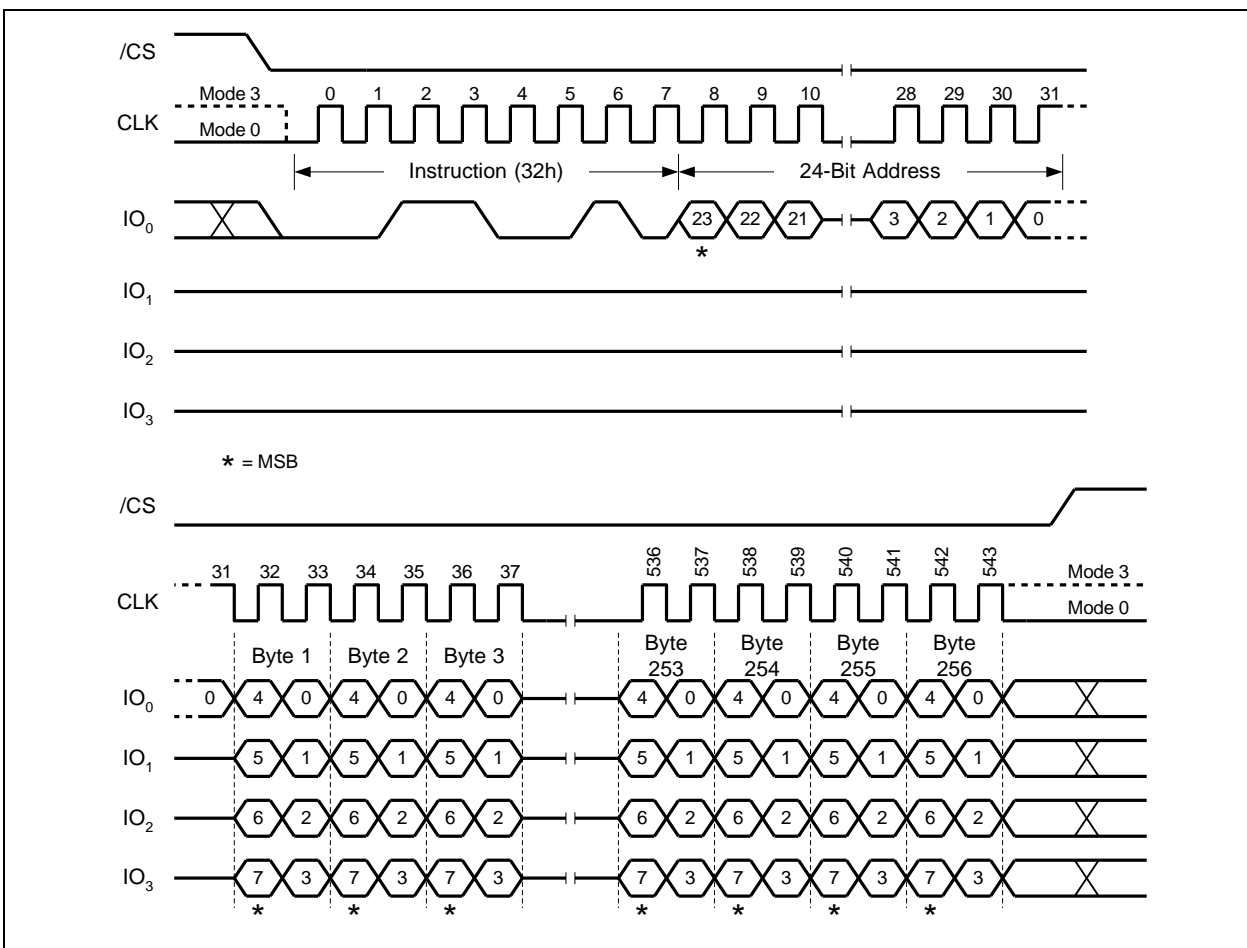 /CS
Mode 3 0 1 2 3 4 5 6 7 8 9 10 28 29 30 31
CLK
Mode 0
Instruction (32h) 24-Bit Address
IO0 23 22 21 3 2 1 0
*
IO1
IO2
IO3
* = MSB
/CS
31 32 33 34 35 36 37 536 537 538 539 540 541 542 543
Mode 3
CLK
Mode 0
Byte 1 Byte 2 Byte 3 Byte 253 Byte 254 Byte 255 Byte 256
IO0 0 4 0 4 0 4 0 4 0 4 0 4 0 4 0
IO1 5 1 5 1 5 1 5 1 5 1 5 1 5 1
IO2 6 2 6 2 6 2 6 2 6 2 6 2 6 2
IO3 7 3 7 3 7 3 7 3 7 3 7 3 7 3
* * * * * * *